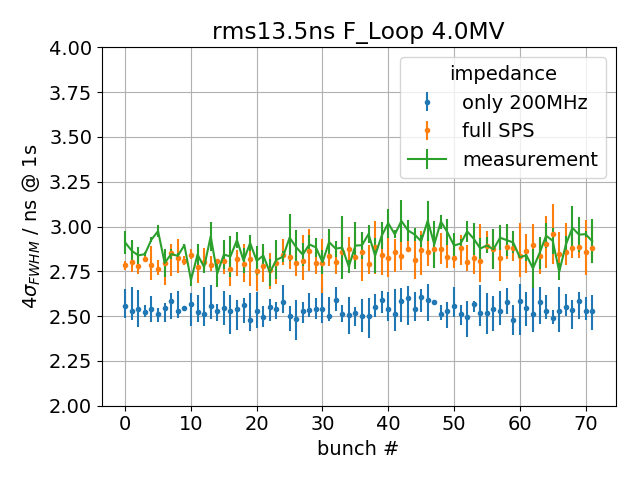 rms13.5ns F_Loop 4.0MV
4σFWHM / ns @ 1s
4.00
3.75
3.50
3.25
3.00
2.75
2.50
2.25
2.00
impedance
only 200MHz
full SPS
measurement
0 10 20 30 40 50 60 70
bunch #